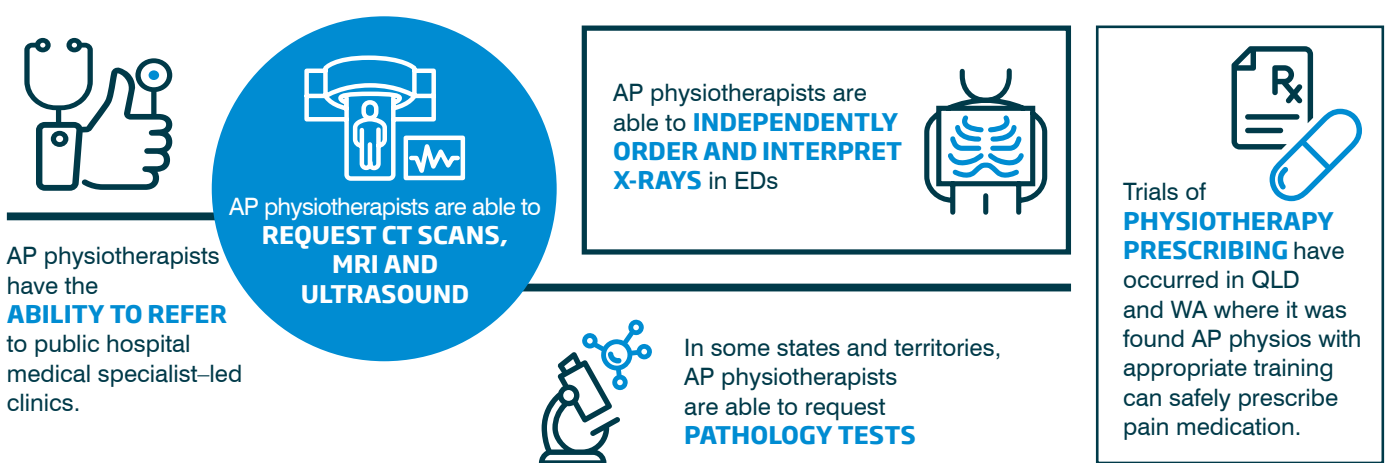 AP physiotherapists
have the
ABILITY TO REFER
to public hospital
medical specialist–led
clinics.
AP physiotherapists are able to
REQUEST CT SCANS,
MRI AND
ULTRASOUND
AP physiotherapists are
able to INDEPENDENTLY
ORDER AND INTERPRET
X-RAYS in EDs
In some states and territories,
AP physiotherapists
are able to request
PATHOLOGY TESTS
Rx
Trials of
PHYSIOTHERAPY
PRESCRIBING have
occurred in QLD
and WA where it was
found AP physios with
appropriate training
can safely prescribe
pain medication.